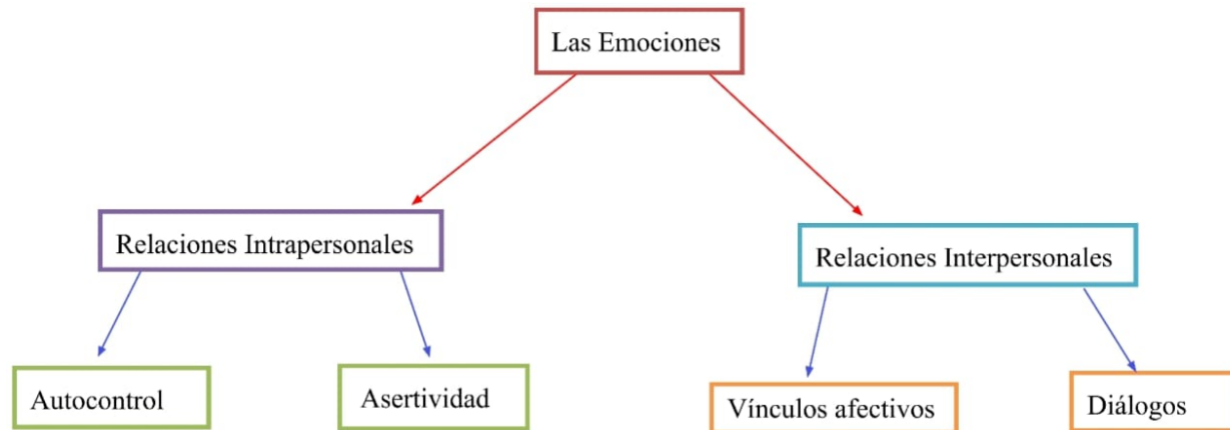 Las Emociones
Relaciones Intrapersonales
Relaciones Interpersonales
Autocontrol
Asertividad
Vínculos afectivos
Diálogos